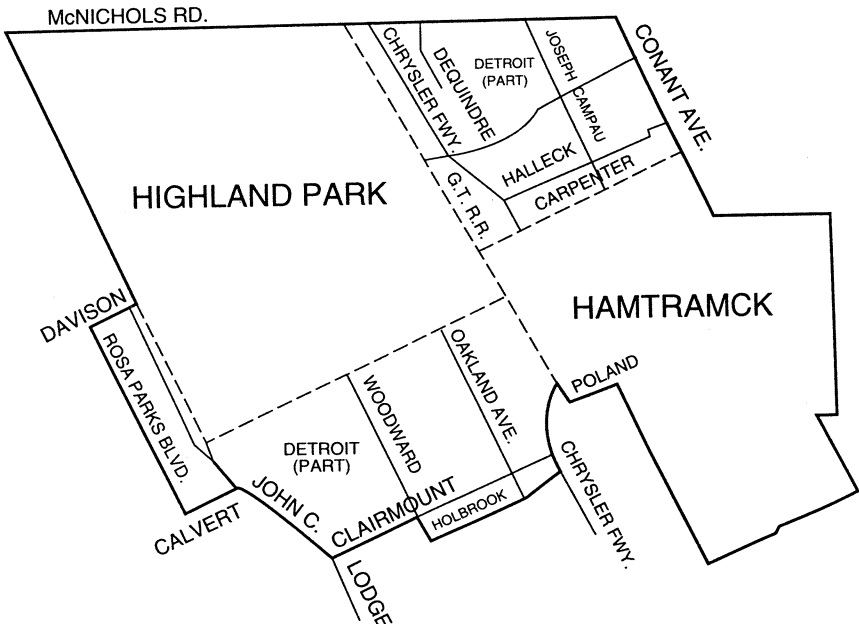 McNICHOLS RD.
CHRYSLER FWY.
DEQUINDRE
DETROIT
(PART)
JOSEPH CAMPAU
CONANT AVE.
HIGHLAND PARK
G.T. R.R.
HALLECK
CARPENTER
DAVISON
ROSA PARKS BLVD.
HAMTRAMCK
OAKLAND AVE.
WOODWARD
POLAND
DETROIT
(PART)
CALVERT
JOHN C.
LODGE
CLAIRMOUNT
HOLBROOK
CHRYSLER FWY.